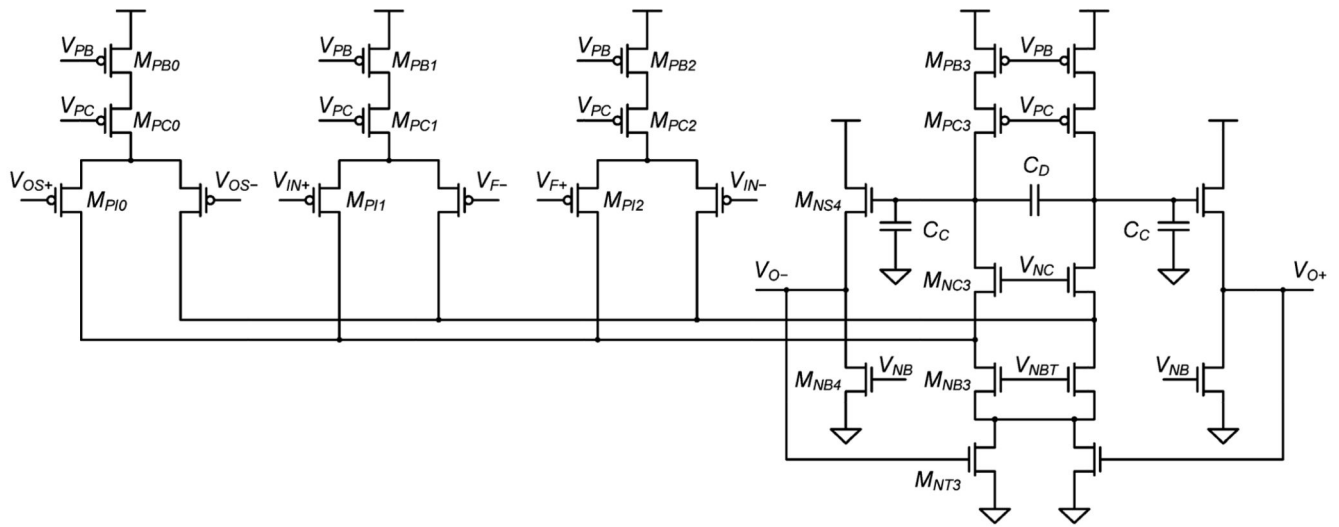 V_PB M_PB0 V_PB M_PB1 V_PB M_PB2 M_PB3 V_PB
V_PC M_PC0 V_PC M_PC1 V_PC M_PC2 M_PC3 V_PC
V_OS+ M_PI0 V_OS− V_IN+ M_PI1 V_F− V_F+ M_PI2 V_IN− M_NS4 C_D
C_C C_C
V_O− M_NC3 V_NC V_O+
M_NB4 V_NB M_NB3 V_NBT V_NB
M_NT3